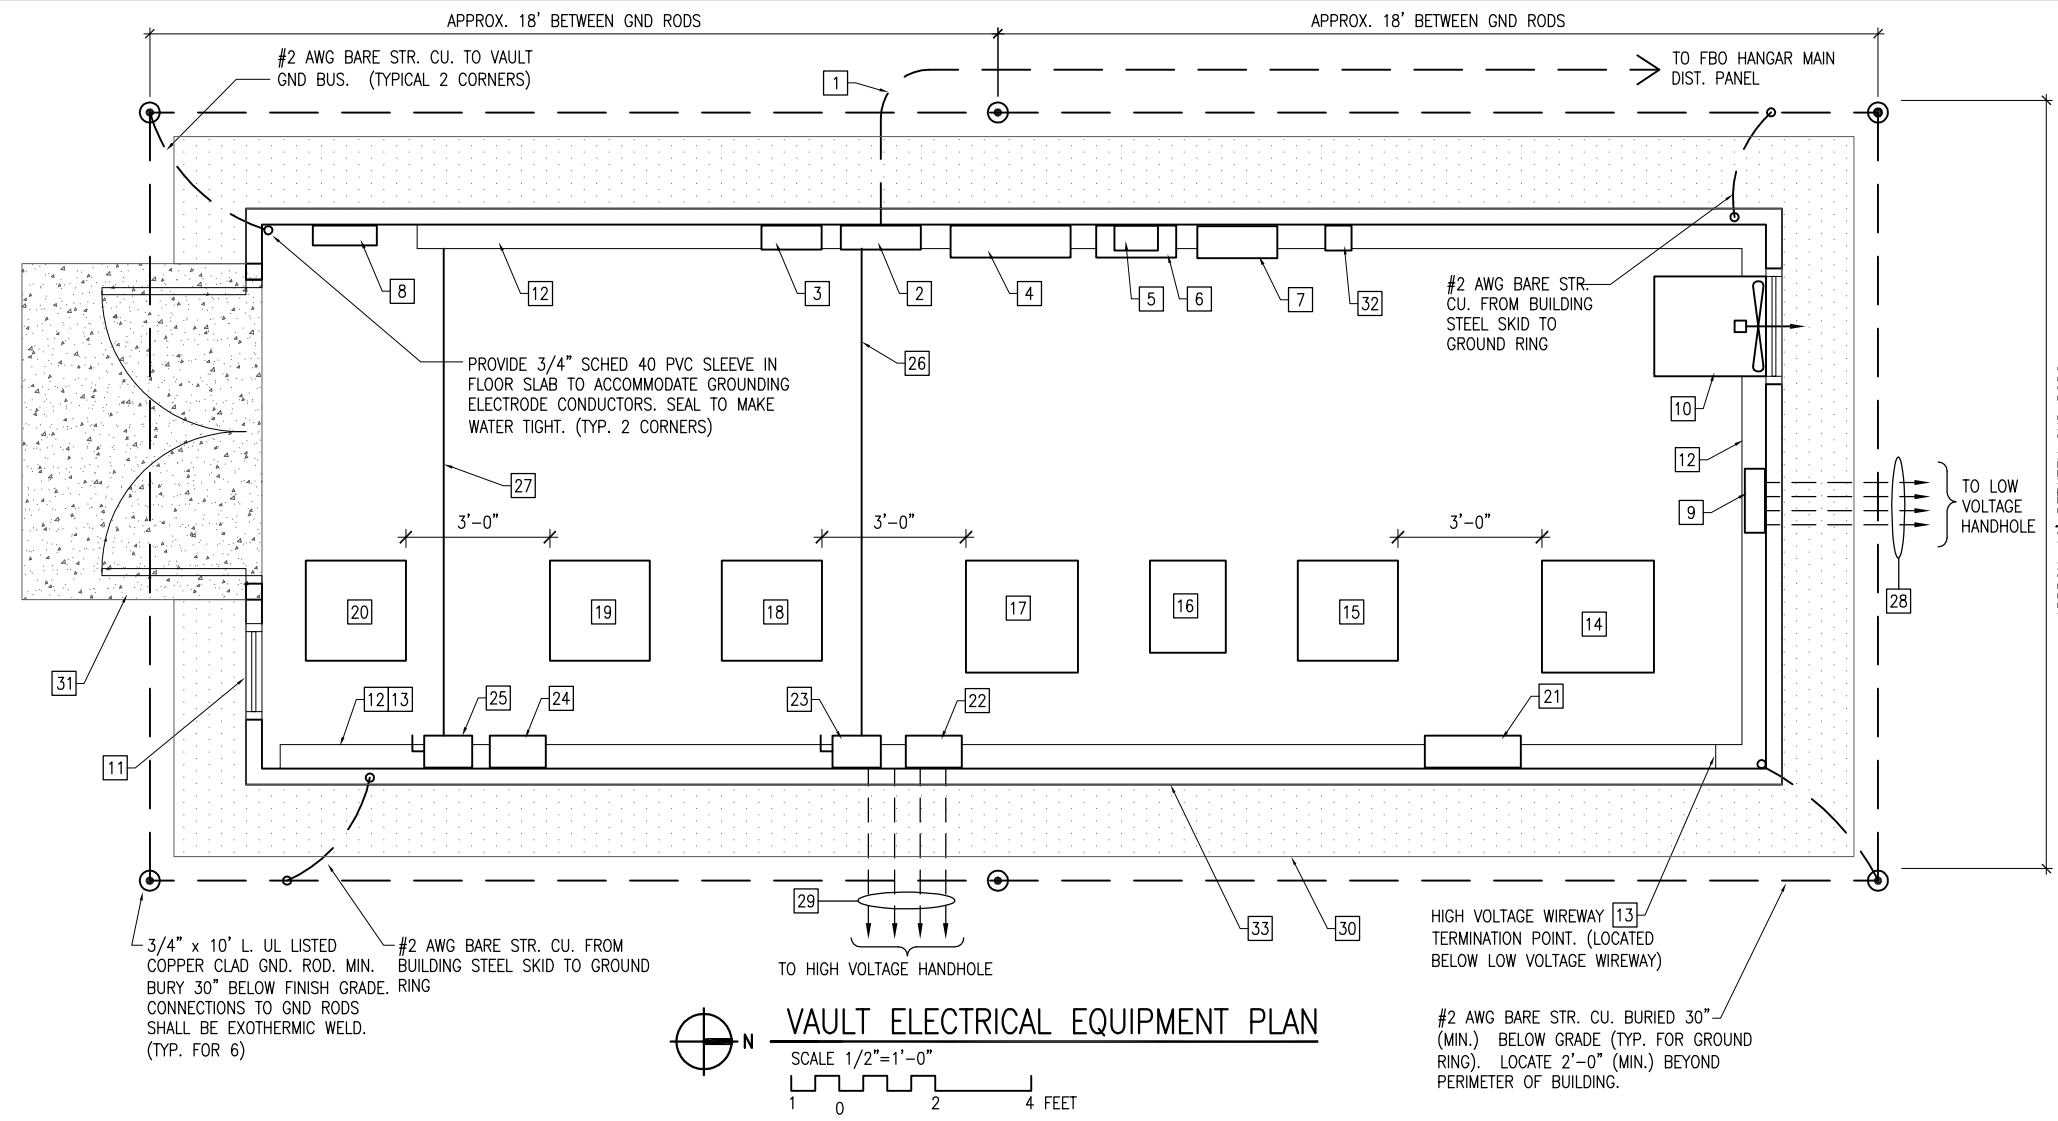 APPROX. 18' BETWEEN GND RODS
APPROX. 18' BETWEEN GND RODS
#2 AWG BARE STR. CU. TO VAULT
GND BUS. (TYPICAL 2 CORNERS)
1
TO FBO HANGAR MAIN
DIST. PANEL
8
12
3
2
4
5
6
7
32
#2 AWG BARE STR.
CU. FROM BUILDING
STEEL SKID TO
GROUND RING
PROVIDE 3/4" SCHED 40 PVC SLEEVE IN
FLOOR SLAB TO ACCOMMODATE GROUNDING
ELECTRODE CONDUCTORS. SEAL TO MAKE
WATER TIGHT. (TYP. 2 CORNERS)
26
10
12
27
9
TO LOW
VOLTAGE
HANDHOLE
3'-0"
3'-0"
3'-0"
28
20
19
18
17
16
15
14
31
12 13
25
24
23
22
21
11
29
33
30
TO HIGH VOLTAGE HANDHOLE
HIGH VOLTAGE WIREWAY 13
TERMINATION POINT. (LOCATED
BELOW LOW VOLTAGE WIREWAY)
3/4" x 10' L. UL LISTED
COPPER CLAD GND. ROD. MIN.
BURY 30" BELOW FINISH GRADE.
CONNECTIONS TO GND RODS
SHALL BE EXOTHERMIC WELD.
(TYP. FOR 6)
#2 AWG BARE STR. CU. FROM
BUILDING STEEL SKID TO GROUND
RING
#2 AWG BARE STR. CU. BURIED 30"
(MIN.) BELOW GRADE (TYP. FOR GROUND
RING). LOCATE 2'-0" (MIN.) BEYOND
PERIMETER OF BUILDING.
N
VAULT ELECTRICAL EQUIPMENT PLAN
SCALE 1/2"=1'-0"
1 0 2 4 FEET